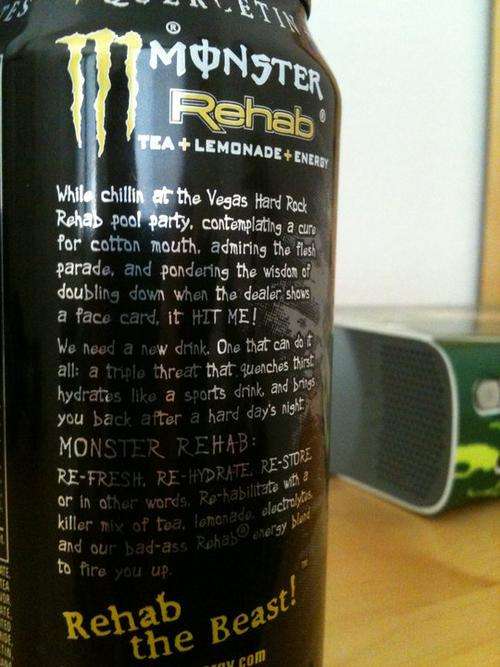 QUERCETIN
MONSTER ®
Rehab ®
TEA + LEMONADE + ENERGY
While chillin at the Vegas Hard Rock
Rehab pool party, contemplating a cure
for cotton mouth, admiring the flesh
parade, and pondering the wisdom of
doubling down when the dealer shows
a face card, it HIT ME!
We need a new drink. One that can do it
all: a triple threat that quenches thirst,
hydrates like a sports drink, and brings
you back after a hard day's night.
MONSTER REHAB:
RE-FRESH, RE-HYDRATE, RE-STORE
or in other words, Re-habilitate with a
killer mix of tea, lemonade, electrolytes,
and our bad-ass Rehab® energy blend
to fire you up.
Rehab
the Beast! ™